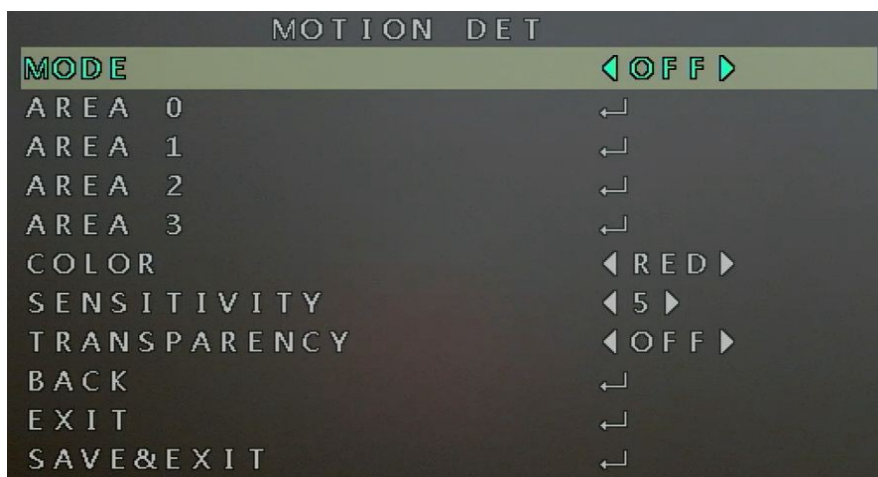 MOTION DET
MODE OFF
AREA 0
AREA 1
AREA 2
AREA 3
COLOR RED
SENSITIVITY 5
TRANSPARENCY OFF
BACK
EXIT
SAVE&EXIT